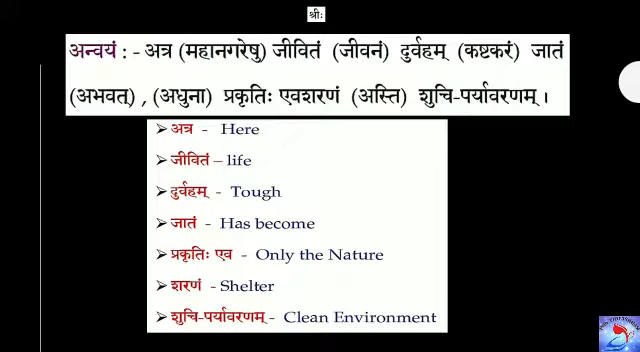 श्रीः
अन्वयं : - अत्र (महानगरेषु) जीवितं (जीवनं) दुर्वहम् (कष्टकरं) जातं
(अभवत्) , (अधुना) प्रकृतिः एवशरणं (अस्ति) शुचि-पर्यावरणम् ।
➢ अत्र - Here
➢ जीवितं – life
➢ दुर्वहम् - Tough
➢ जातं - Has become
➢ प्रकृतिः एव - Only the Nature
➢ शरणं - Shelter
➢ शुचि-पर्यावरणम् - Clean Environment